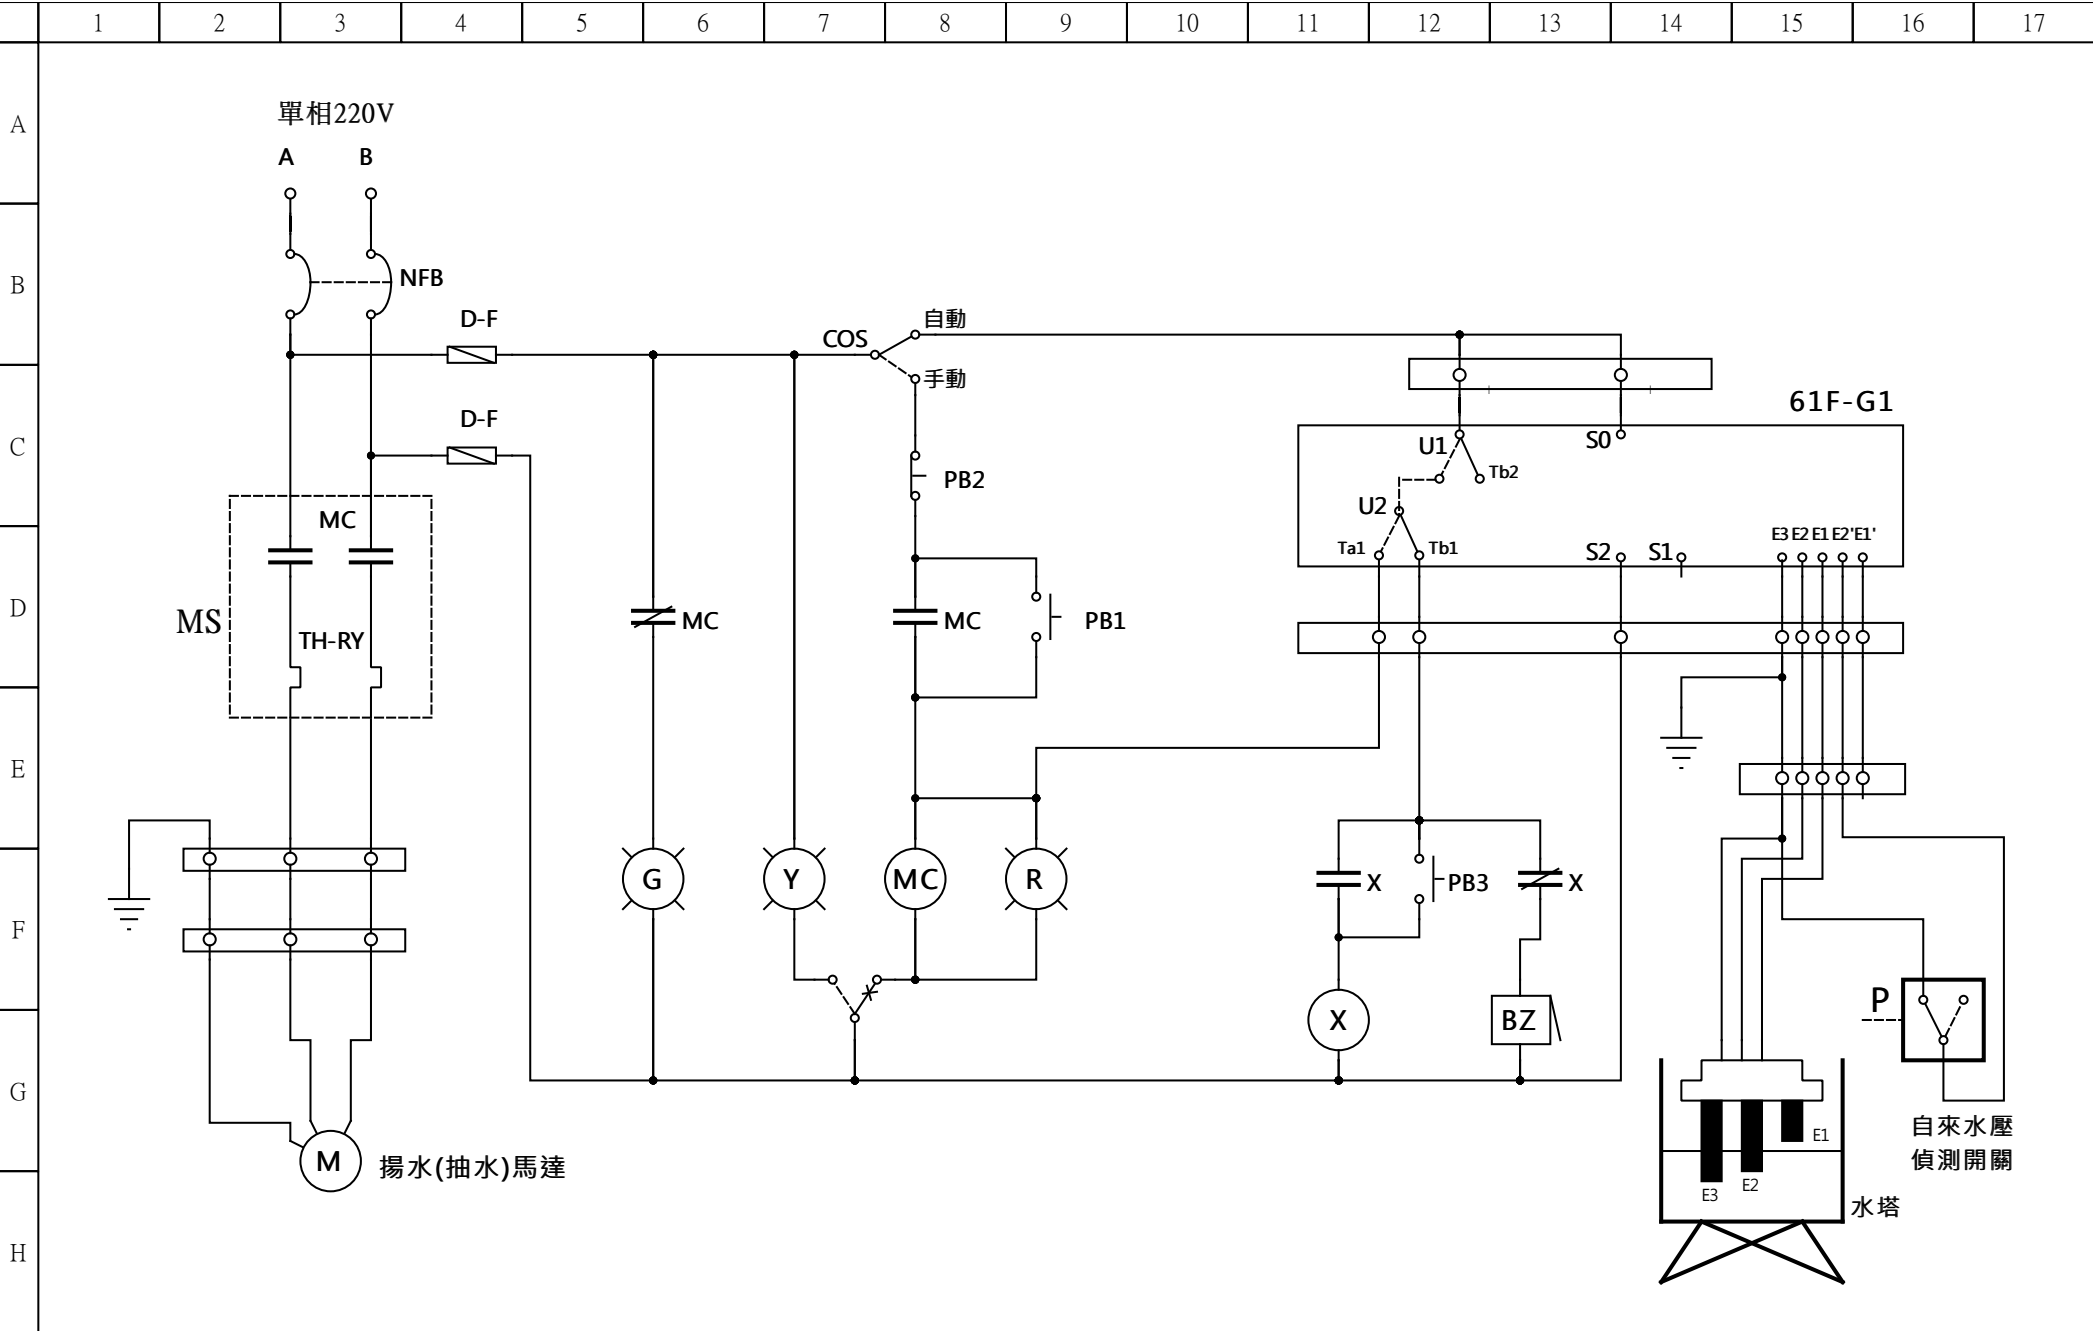 1 2 3 4 5 6 7 8 9 10 11 12 13 14 15 16 17
A
單相220V
A B
B
NFB
D-F
COS
自動
手動
C
D-F
61F-G1
U1
S0
Tb2
PB2
MC
U2
Ta1
Tb1
S2
S1
E3 E2 E1 E2' E1'
D
MS
TH-RY
MC
MC
PB1
E
F
G
Y
MC
R
X
PB3
X
P
G
X
BZ
M
揚水(抽水)馬達
E1
E2
E3
自來水壓
偵測開關
水塔
H